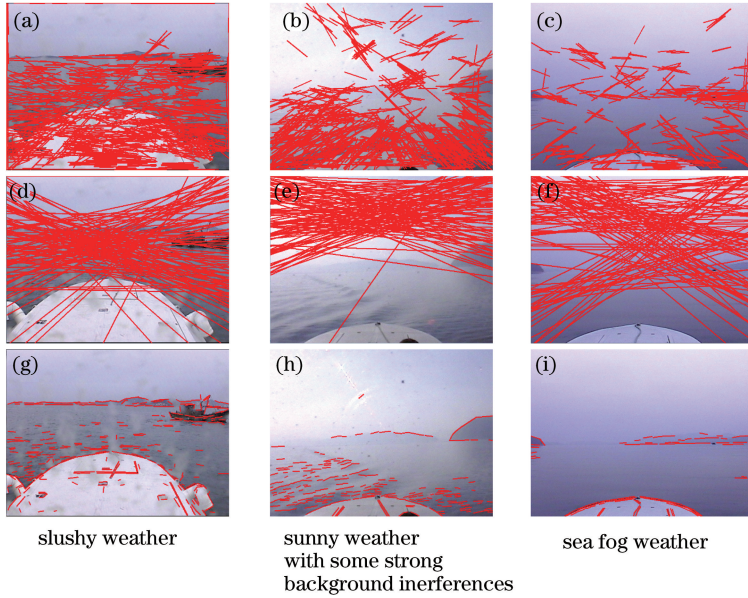 (a)
(b)
(c)
(d)
(e)
(f)
(g)
(h)
(i)
slushy weather
sunny weather
with some strong
background inerferences
sea fog weather